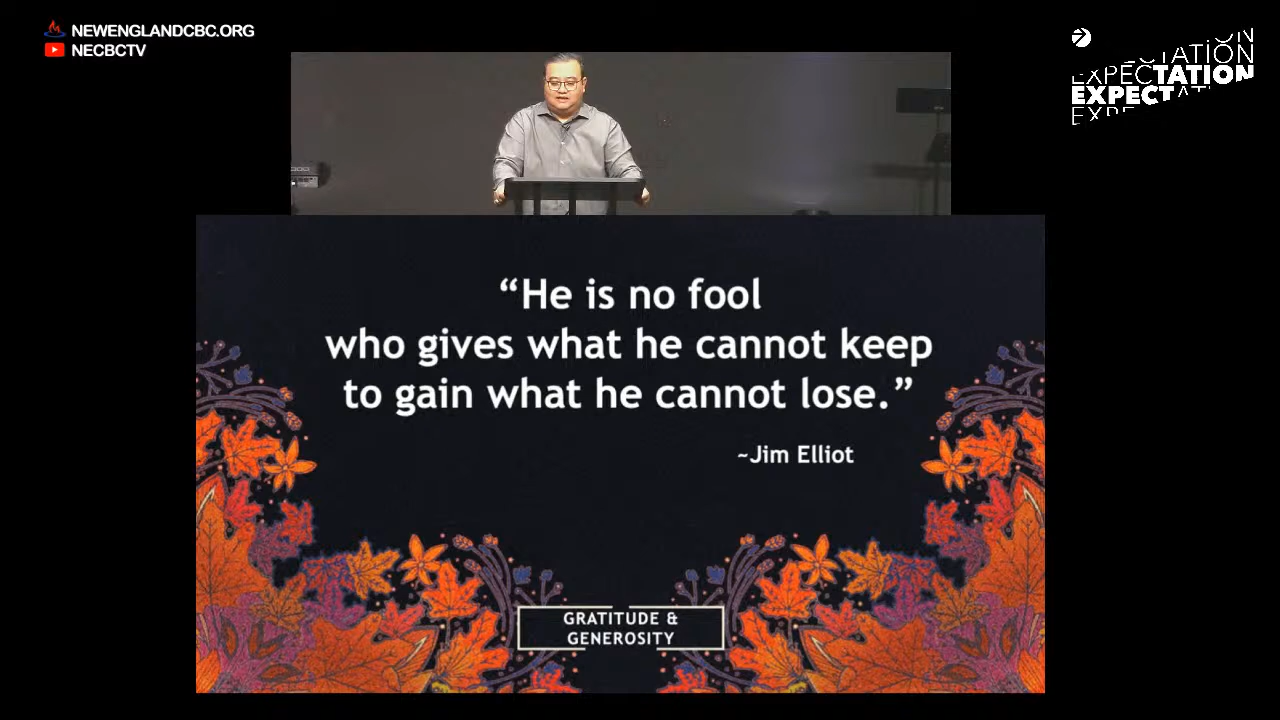 NEWENGLANDCBC.ORG
NECBCTV
EXPECTATION
EXPECTATION
EXPECTATION
“He is no fool
who gives what he cannot keep
to gain what he cannot lose.”
~Jim Elliot
GRATITUDE &
GENEROSITY